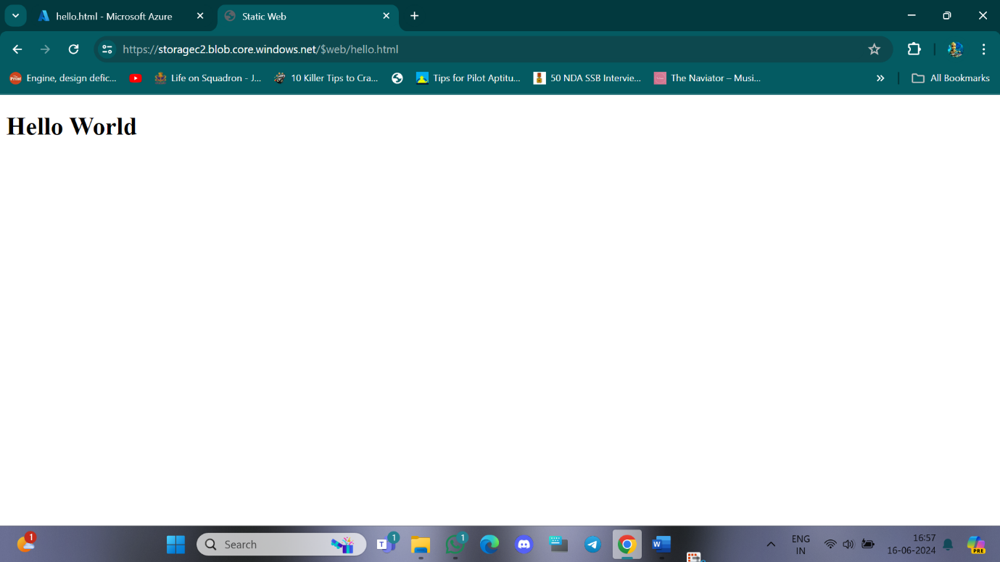 hello.html - Microsoft Azure
Static Web
https://storagec2.blob.core.windows.net/$web/hello.html
Engine, design defic...
Life on Squadron - J...
10 Killer Tips to Cra...
Tips for Pilot Aptitu...
50 NDA SSB Intervie...
The Naviator – Musi...
All Bookmarks
Hello World
1
Search
T
1
1
W
ENG
IN
16:57
16-06-2024
PRE